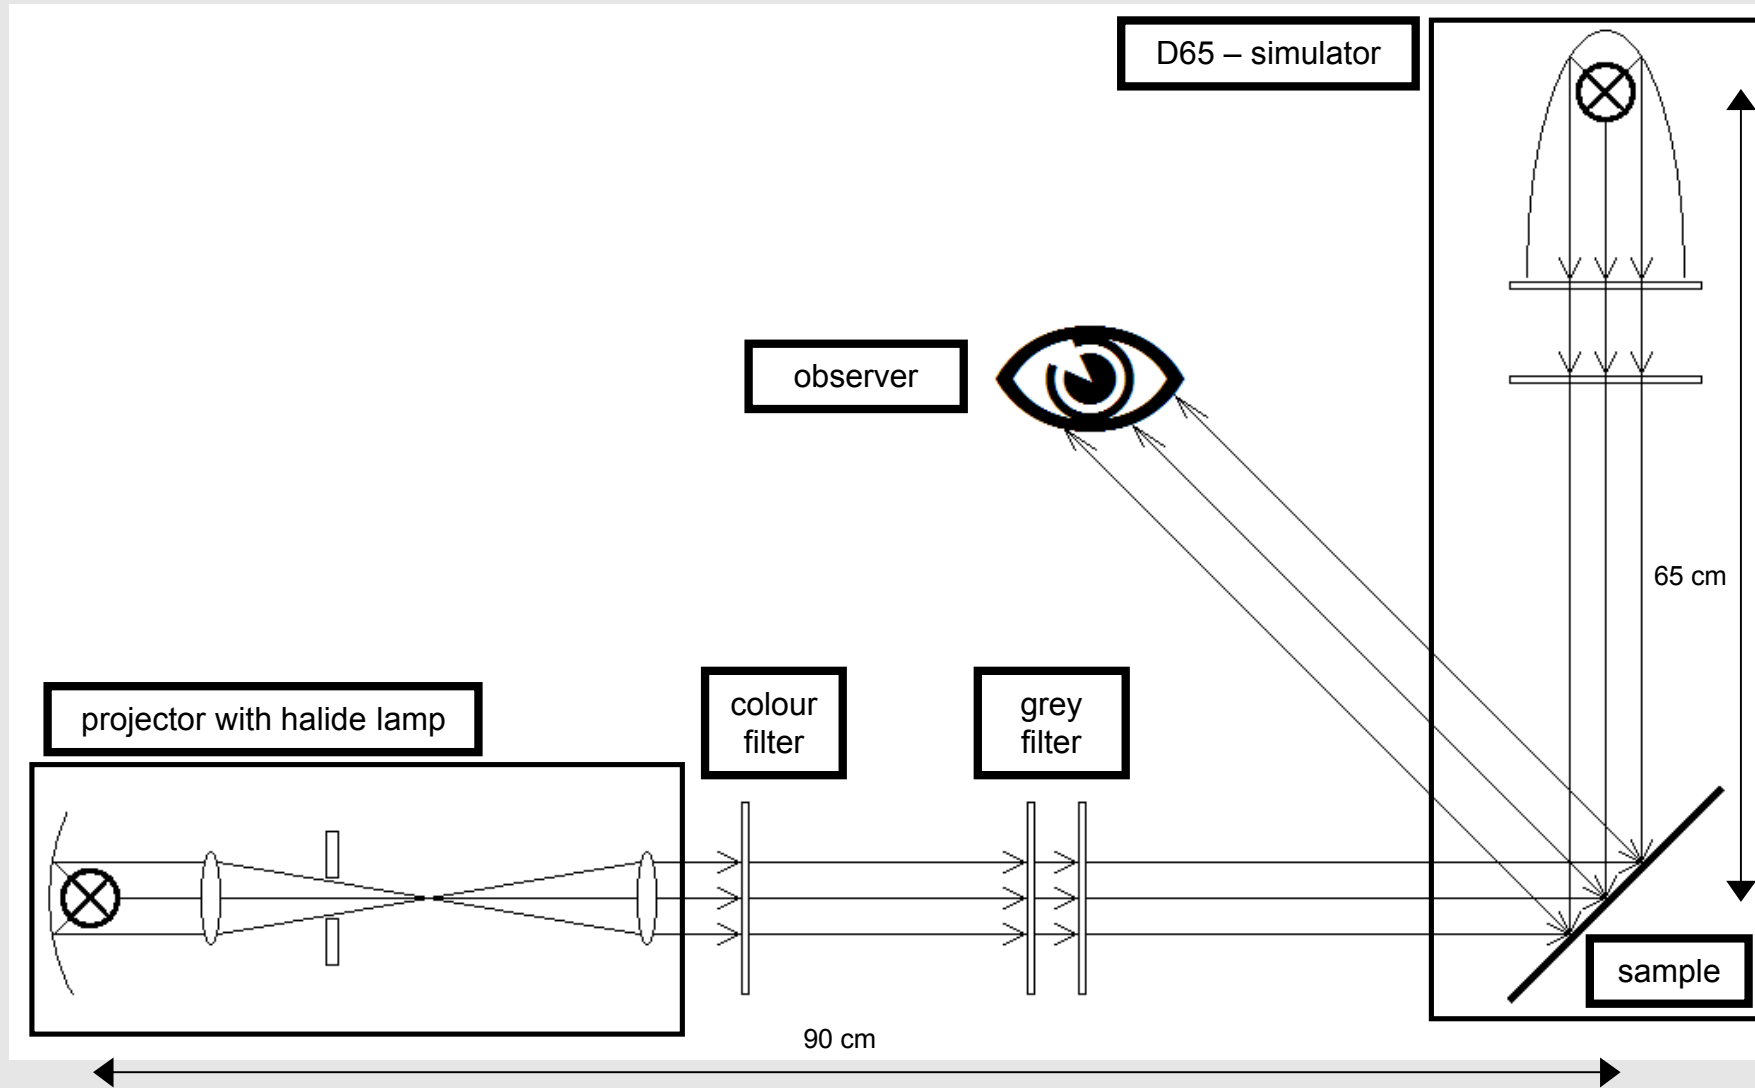 D65 – simulator
observer
65 cm
projector with halide lamp
colour
filter
grey
filter
sample
90 cm